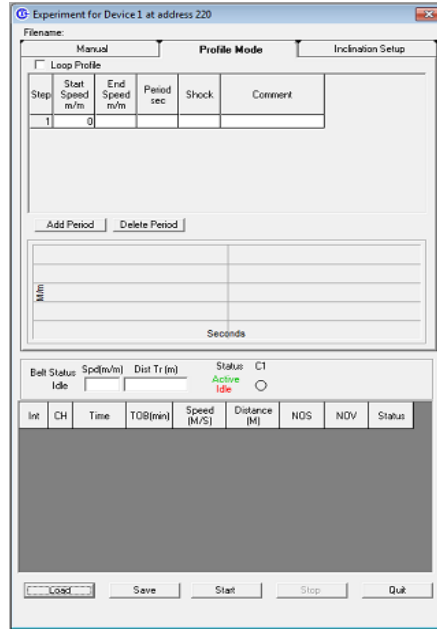 Experiment for Device 1 at address 220
Filename:
Manual Profile Mode Inclination Setup
Loop Profile
Step Start Speed m/m End Speed m/m Period sec Shock Comment
1 0
Add Period Delete Period
M/m
Seconds
Belt Status Spd(m/m) Dist Tr (m) Status C1
Idle Active
Idle
Int CH Time TOB(min) Speed (M/S) Distance (M) NOS NOV Status
Load Save Start Stop Quit